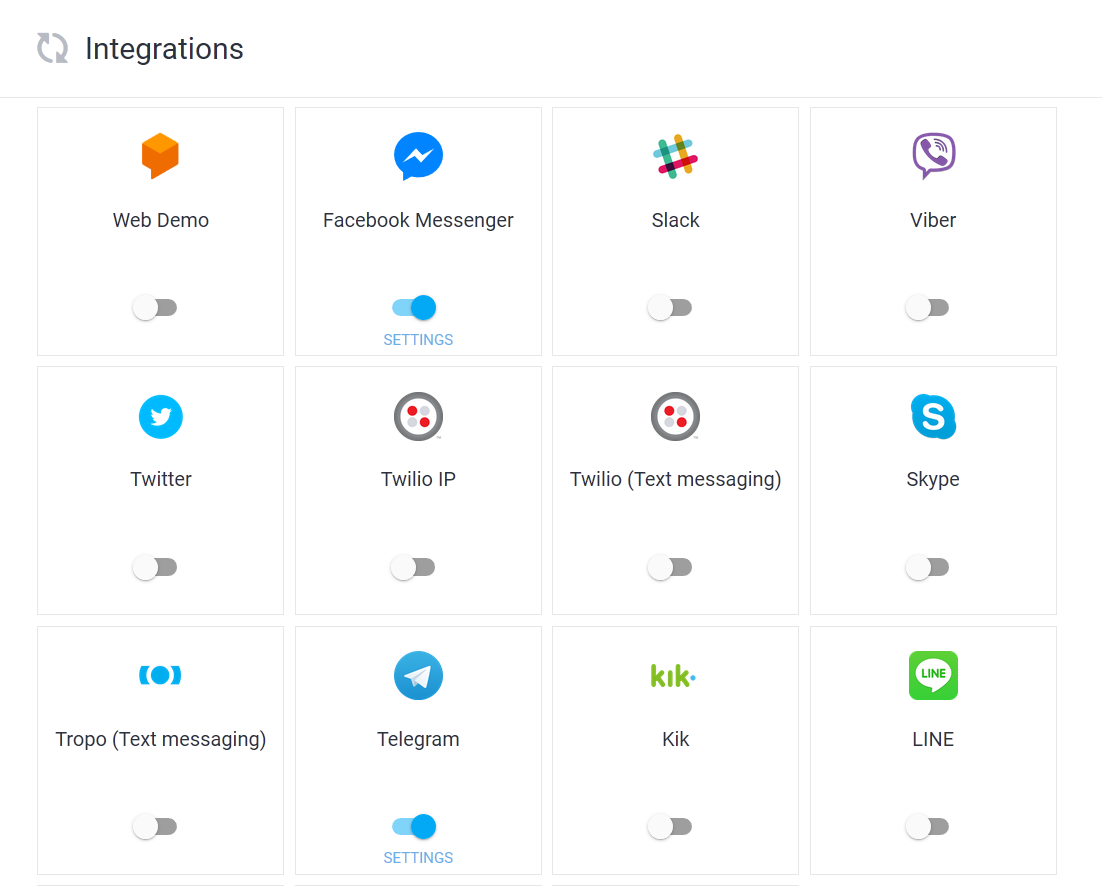 Integrations
Web Demo
Facebook Messenger
Slack
Viber
SETTINGS
Twitter
Twilio IP
Twilio (Text messaging)
Skype
S
Tropo (Text messaging)
Telegram
kik
Kik
LINE
LINE
SETTINGS